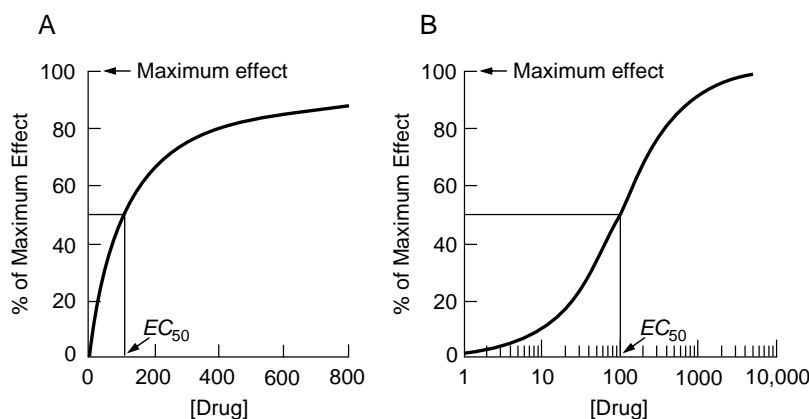 A
100
Maximum effect
80
60
40
20
0
% of Maximum Effect
EC50
0 200 400 600 800
[Drug]
B
100
Maximum effect
80
60
40
20
0
% of Maximum Effect
EC50
1 10 100 1000 10,000
[Drug]